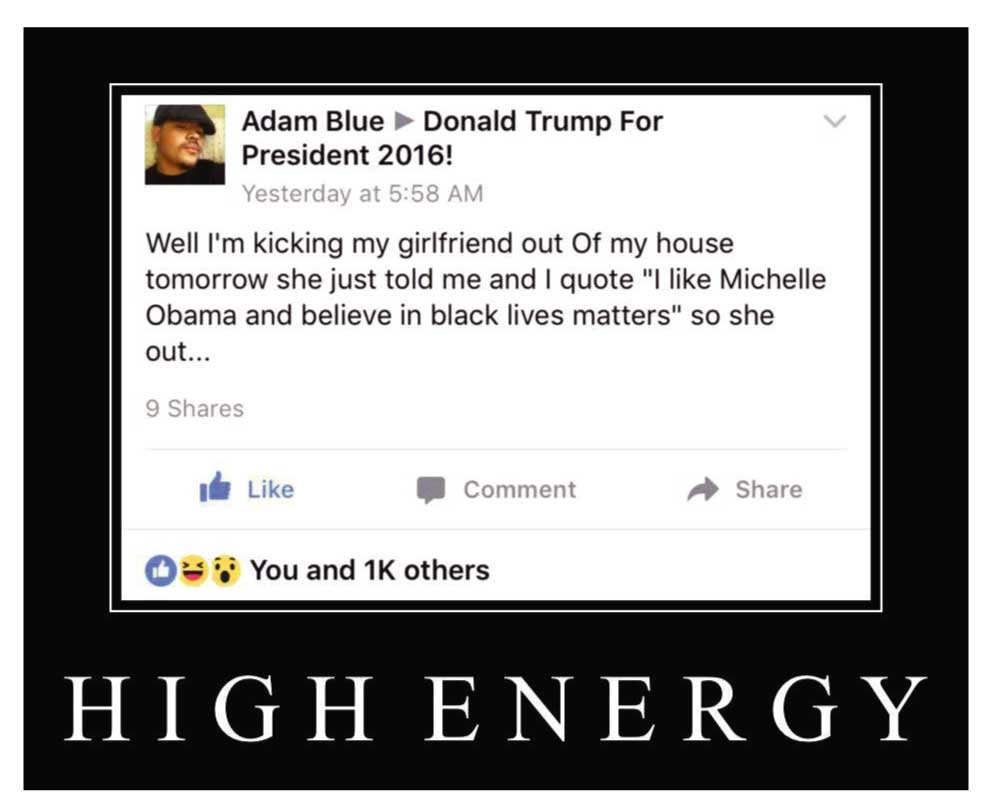 Adam Blue ▶ Donald Trump For
President 2016!
Yesterday at 5:58 AM
Well I'm kicking my girlfriend out Of my house
tomorrow she just told me and I quote "I like Michelle
Obama and believe in black lives matters" so she
out...
9 Shares
Like Comment Share
You and 1K others
HIGH ENERGY